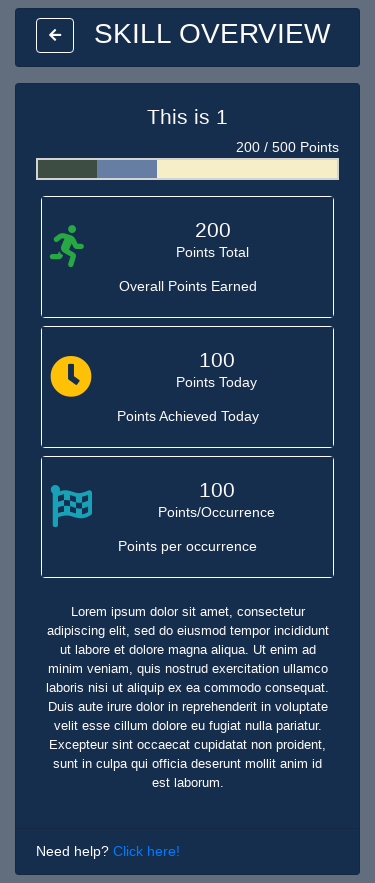 SKILL OVERVIEW
This is 1
200 / 500 Points
200
Points Total
Overall Points Earned
100
Points Today
Points Achieved Today
100
Points/Occurrence
Points per occurrence
Lorem ipsum dolor sit amet, consectetur
adipiscing elit, sed do eiusmod tempor incididunt
ut labore et dolore magna aliqua. Ut enim ad
minim veniam, quis nostrud exercitation ullamco
laboris nisi ut aliquip ex ea commodo consequat.
Duis aute irure dolor in reprehenderit in voluptate
velit esse cillum dolore eu fugiat nulla pariatur.
Excepteur sint occaecat cupidatat non proident,
sunt in culpa qui officia deserunt mollit anim id
est laborum.
Need help? Click here!